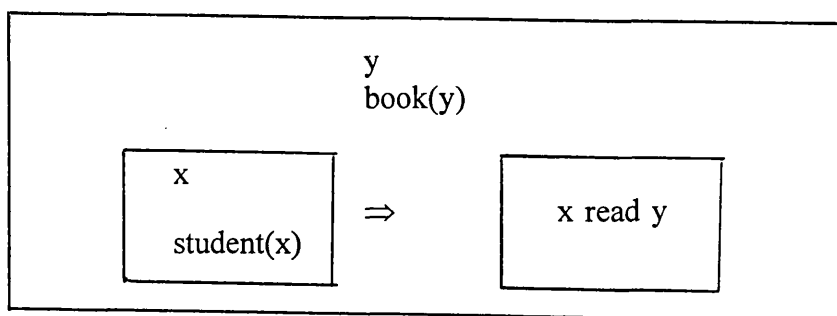 y
book(y)
x
student(x)
⇒
x read y